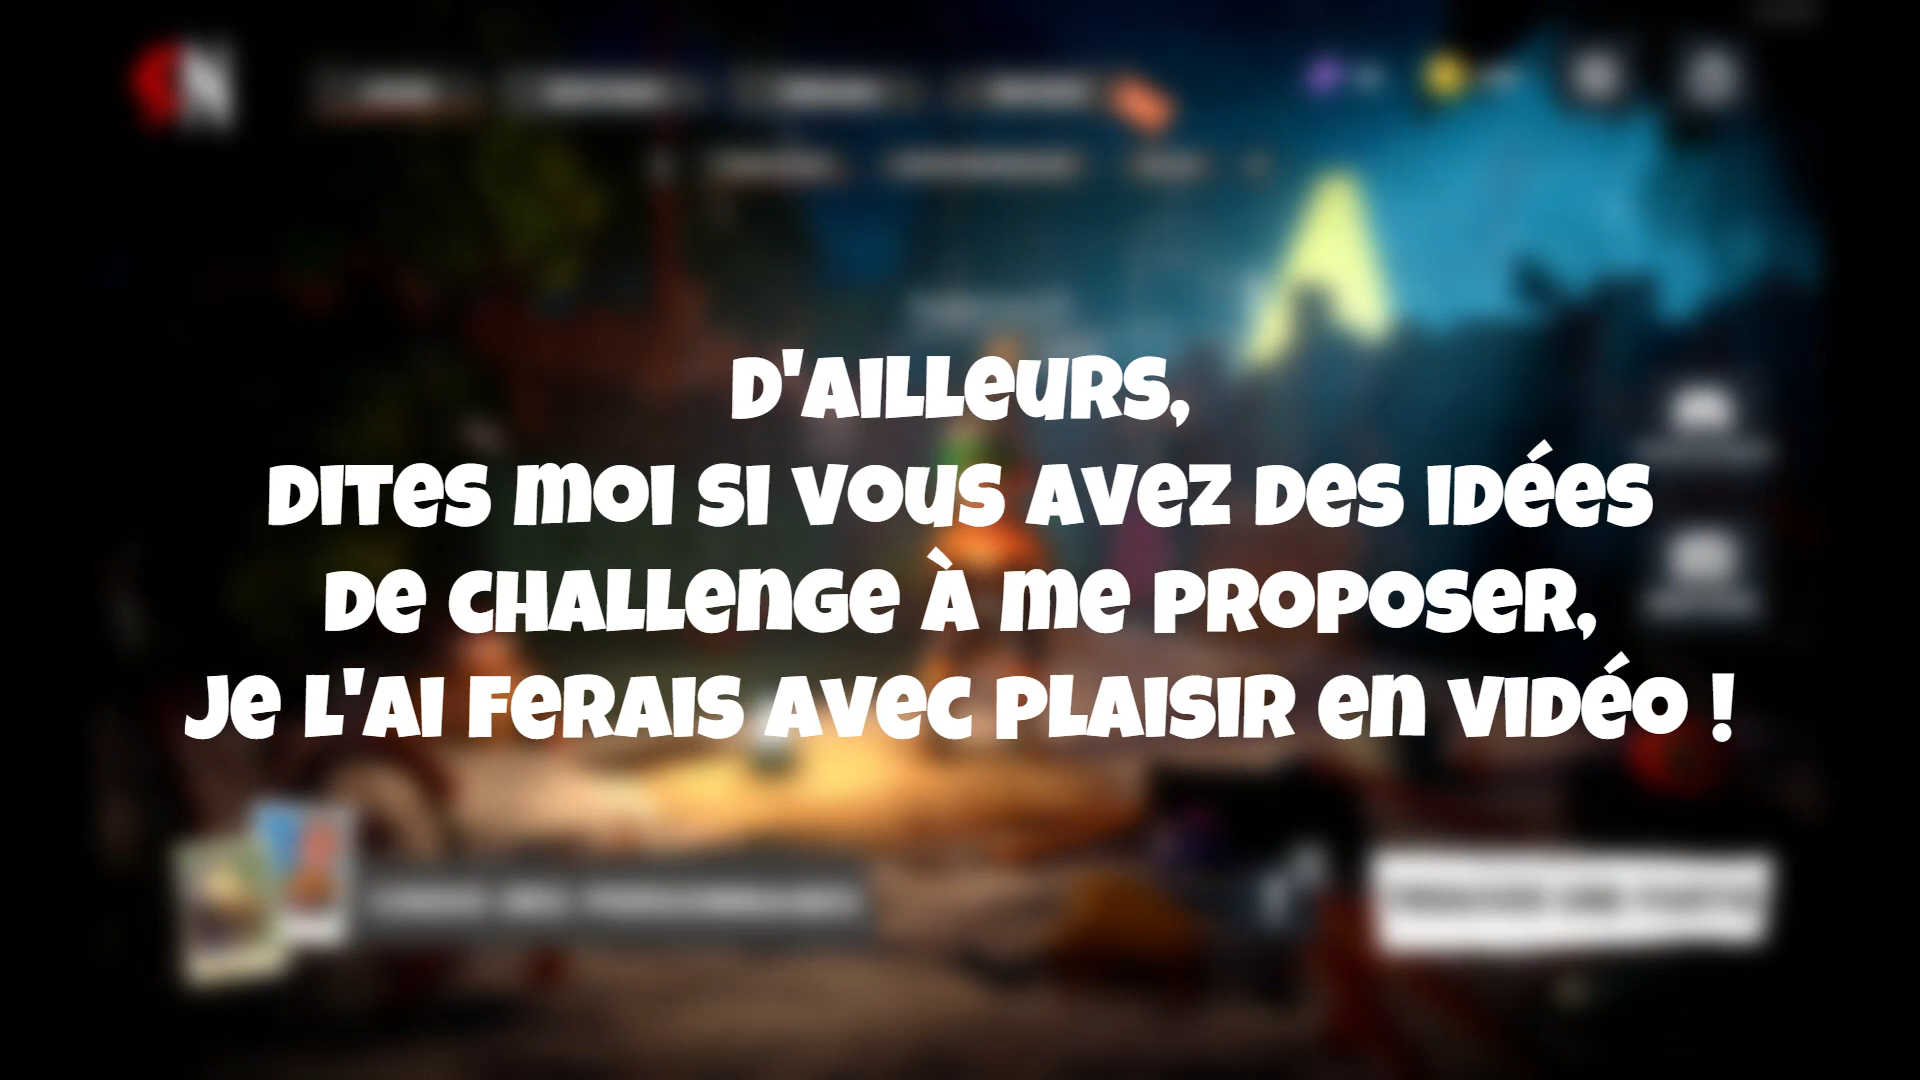 D'ailleurs,
dites moi si vous avez des idées
de challenge à me proposer,
je l'ai ferais avec plaisir en vidéo !